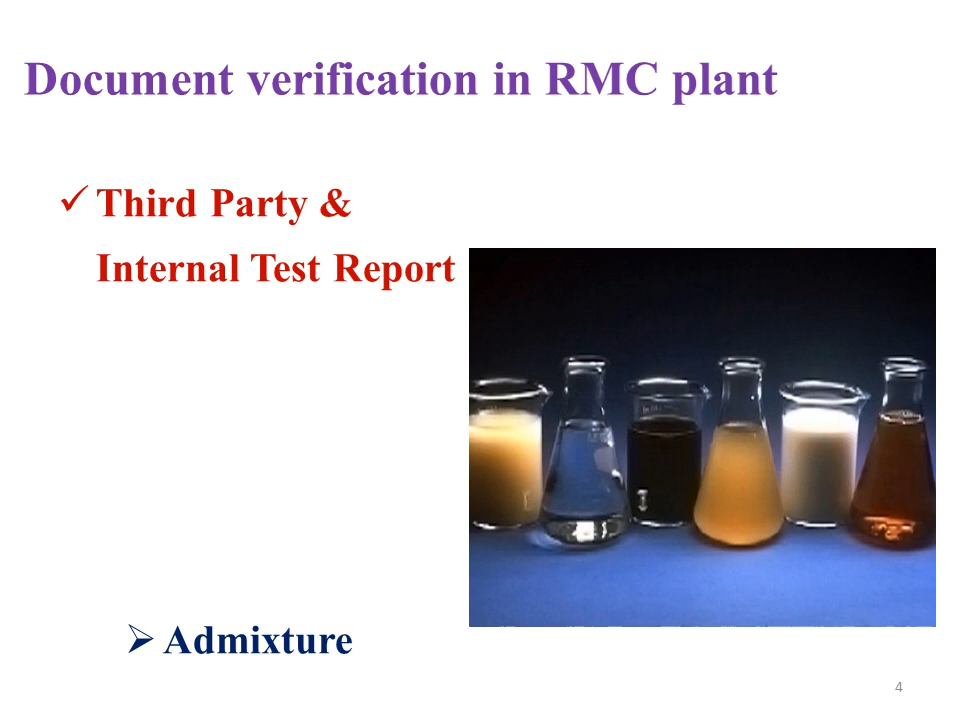 Document verification in RMC plant
✓ Third Party &
Internal Test Report
➢ Admixture
4